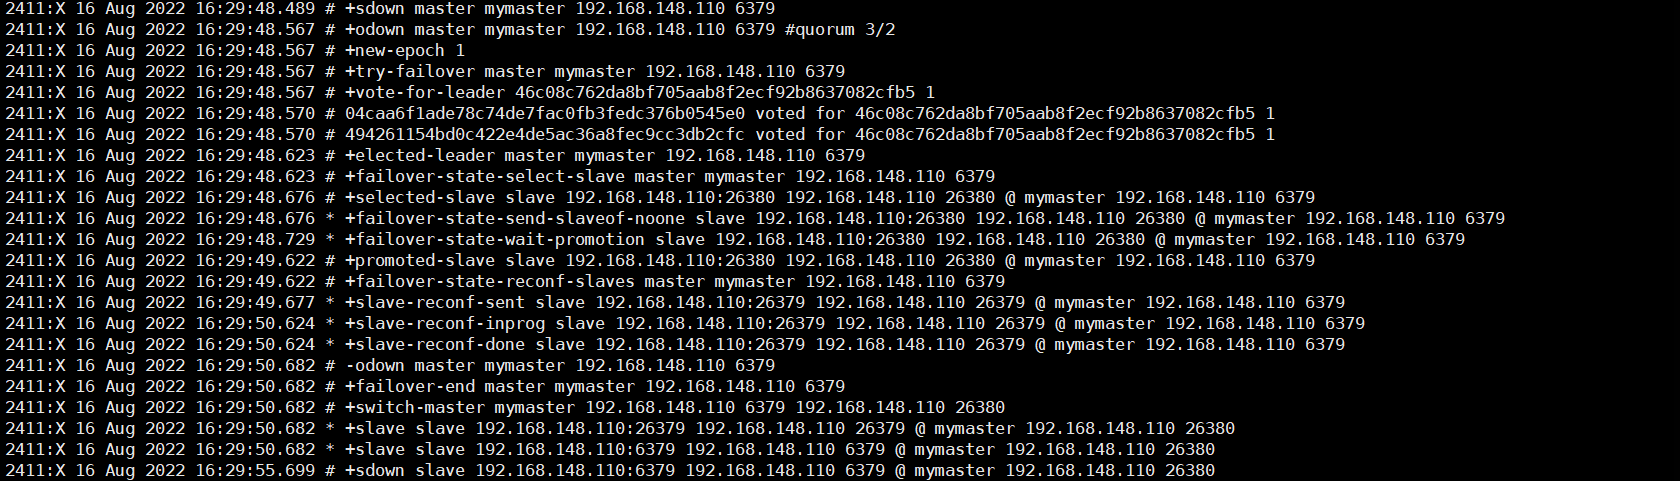 2411:X 16 Aug 2022 16:29:48.489 # +sdown master mymaster 192.168.148.110 6379
2411:X 16 Aug 2022 16:29:48.567 # +odown master mymaster 192.168.148.110 6379 #quorum 3/2
2411:X 16 Aug 2022 16:29:48.567 # +new-epoch 1
2411:X 16 Aug 2022 16:29:48.567 # +try-failover master mymaster 192.168.148.110 6379
2411:X 16 Aug 2022 16:29:48.567 # +vote-for-leader 46c08c762da8bf705aab8f2ecf92b8637082cfb5 1
2411:X 16 Aug 2022 16:29:48.570 # 04caa6f1ade78c74de7fac0fb3fedc376b0545e0 voted for 46c08c762da8bf705aab8f2ecf92b8637082cfb5 1
2411:X 16 Aug 2022 16:29:48.570 # 494261154bd0c422e4de5ac36a8fec9cc3db2cfc voted for 46c08c762da8bf705aab8f2ecf92b8637082cfb5 1
2411:X 16 Aug 2022 16:29:48.623 # +elected-leader master mymaster 192.168.148.110 6379
2411:X 16 Aug 2022 16:29:48.623 # +failover-state-select-slave master mymaster 192.168.148.110 6379
2411:X 16 Aug 2022 16:29:48.676 # +selected-slave slave 192.168.148.110:26380 192.168.148.110 26380 @ mymaster 192.168.148.110 6379
2411:X 16 Aug 2022 16:29:48.676 * +failover-state-send-slaveof-noone slave 192.168.148.110:26380 192.168.148.110 26380 @ mymaster 192.168.148.110 6379
2411:X 16 Aug 2022 16:29:48.729 * +failover-state-wait-promotion slave 192.168.148.110:26380 192.168.148.110 26380 @ mymaster 192.168.148.110 6379
2411:X 16 Aug 2022 16:29:49.622 # +promoted-slave slave 192.168.148.110:26380 192.168.148.110 26380 @ mymaster 192.168.148.110 6379
2411:X 16 Aug 2022 16:29:49.622 # +failover-state-reconf-slaves master mymaster 192.168.148.110 6379
2411:X 16 Aug 2022 16:29:49.677 * +slave-reconf-sent slave 192.168.148.110:26379 192.168.148.110 26379 @ mymaster 192.168.148.110 6379
2411:X 16 Aug 2022 16:29:50.624 * +slave-reconf-inprog slave 192.168.148.110:26379 192.168.148.110 26379 @ mymaster 192.168.148.110 6379
2411:X 16 Aug 2022 16:29:50.624 * +slave-reconf-done slave 192.168.148.110:26379 192.168.148.110 26379 @ mymaster 192.168.148.110 6379
2411:X 16 Aug 2022 16:29:50.682 # -odown master mymaster 192.168.148.110 6379
2411:X 16 Aug 2022 16:29:50.682 # +failover-end master mymaster 192.168.148.110 6379
2411:X 16 Aug 2022 16:29:50.682 # +switch-master mymaster 192.168.148.110 6379 192.168.148.110 26380
2411:X 16 Aug 2022 16:29:50.682 * +slave slave 192.168.148.110:26379 192.168.148.110 26379 @ mymaster 192.168.148.110 26380
2411:X 16 Aug 2022 16:29:50.682 * +slave slave 192.168.148.110:6379 192.168.148.110 6379 @ mymaster 192.168.148.110 26380
2411:X 16 Aug 2022 16:29:55.699 # +sdown slave 192.168.148.110:6379 192.168.148.110 6379 @ mymaster 192.168.148.110 26380